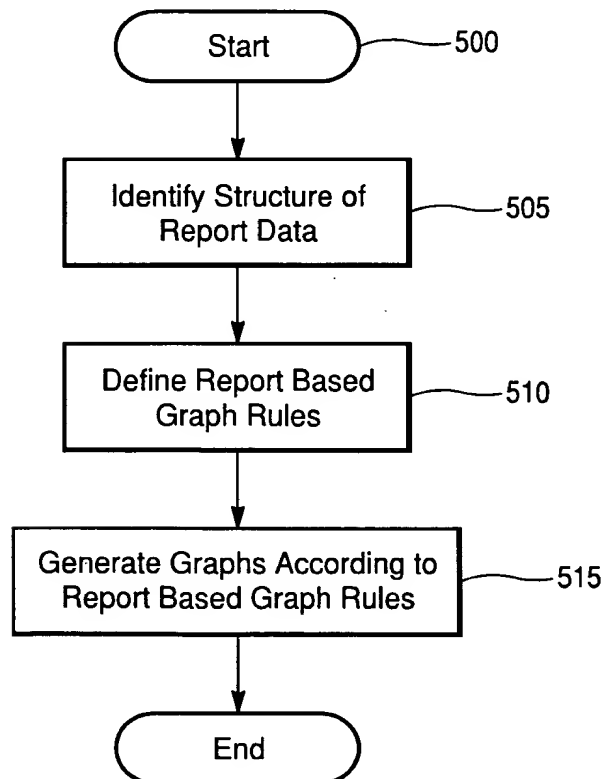 Start
500
Identify Structure of
Report Data
505
Define Report Based
Graph Rules
510
Generate Graphs According to
Report Based Graph Rules
515
End